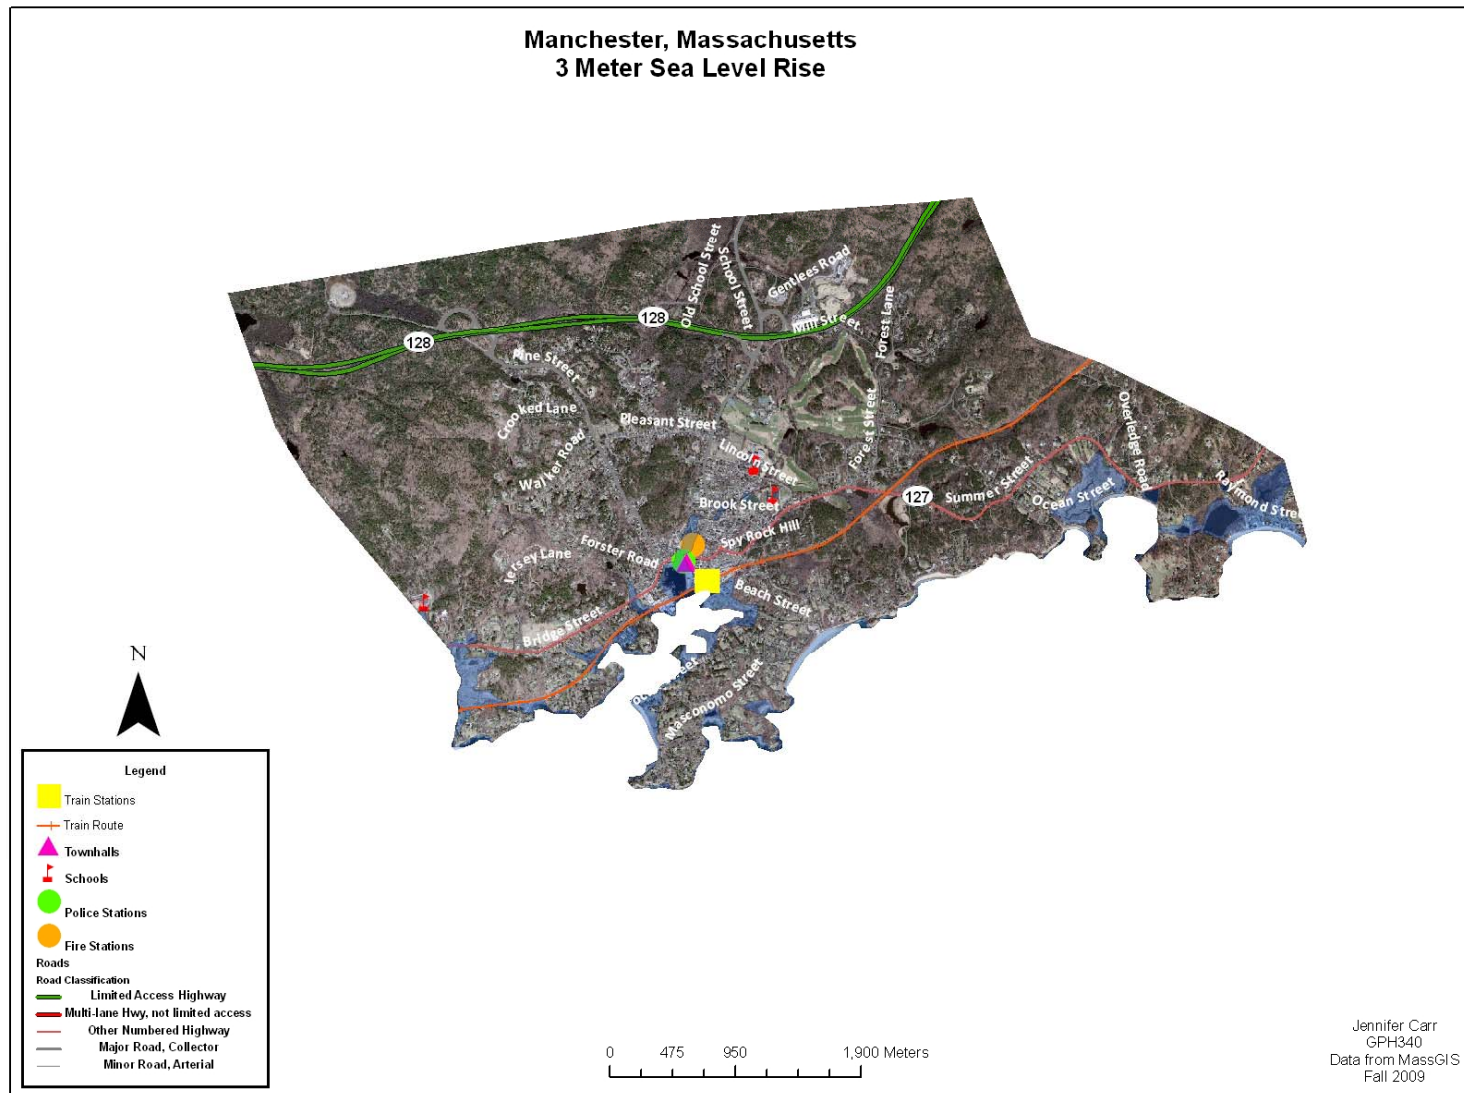 Manchester, Massachusetts
3 Meter Sea Level Rise
Old School Street
School Street
Gentlees Road
Mill Street
Forest Lane
128
128
Pine Street
Crooked Lane
Pleasant Street
Walker Road
Lincoln Street
Forest Street
Overledge Road
127
Summer Street
Ocean Street
Raymond Stre
Brook Street
Spy Rock Hill
Forster Road
Jersey Lane
Beach Street
Bridge Street
Masconomo Street
N
Legend
Train Stations
Train Route
Townhalls
Schools
Police Stations
Fire Stations
Roads
Road Classification
Limited Access Highway
Multi-lane Hwy, not limited access
Other Numbered Highway
Major Road, Collector
Minor Road, Arterial
0 475 950 1,900 Meters
Jennifer Carr
GPH340
Data from MassGIS
Fall 2009